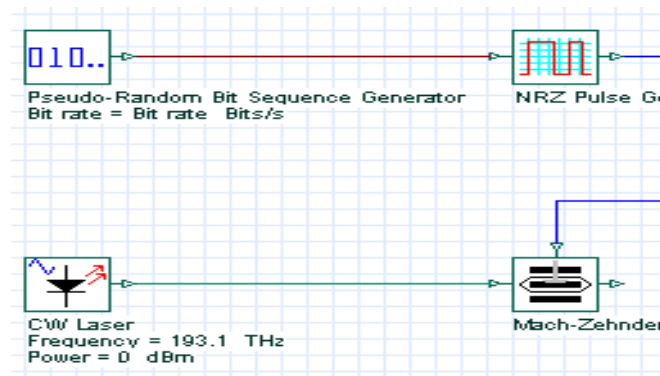 010..
Pseudo-Random Bit Sequence Generator
Bit rate = Bit rate Bits/s
NRZ Pulse Ge
CW Laser
Frequency = 193.1 THz
Power = 0 dBm
Mach-Zehnder